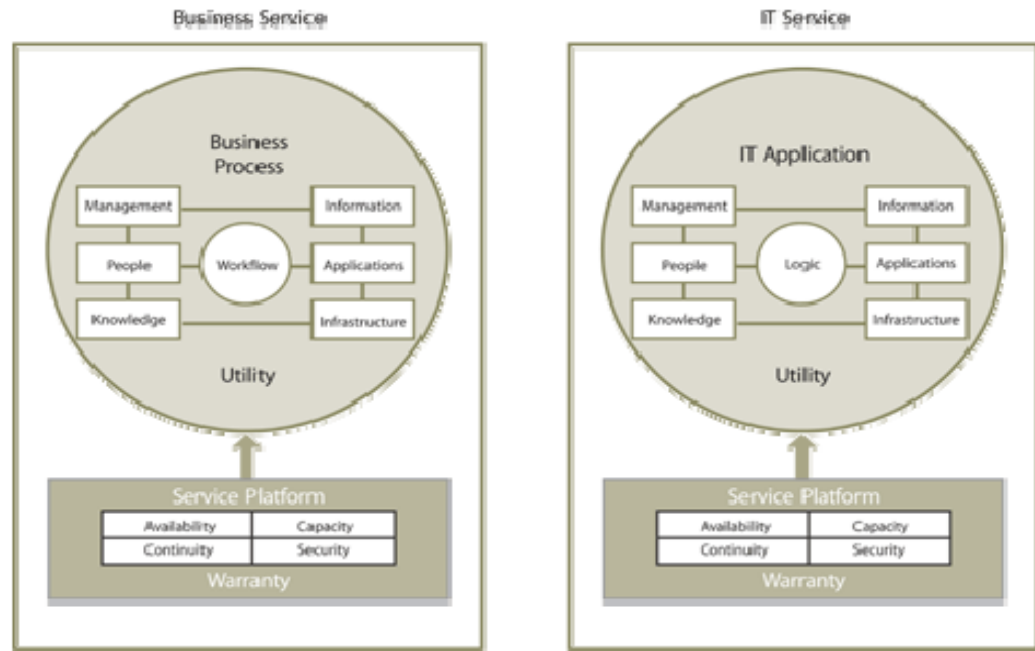 Business Service
Business
Process
Management
Information
People
Workflow
Applications
Knowledge
Infrastructure
Utility
Service Platform
Availability
Capacity
Continuity
Security
Warranty
IT Service
IT Application
Management
Information
People
Logic
Applications
Knowledge
Infrastructure
Utility
Service Platform
Availability
Capacity
Continuity
Security
Warranty